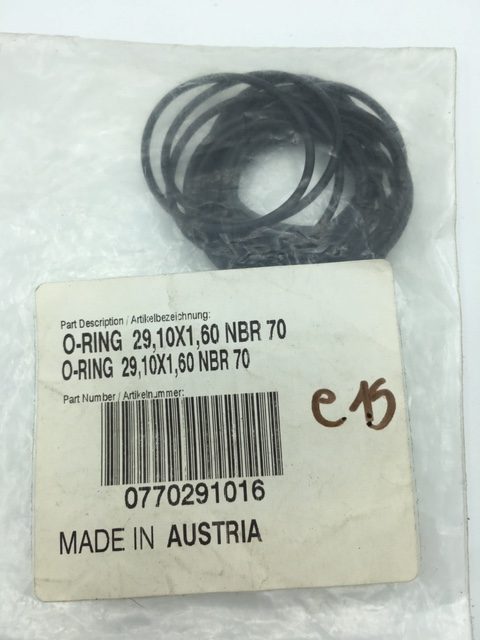 Part Description / Artikelbezeichnung:
O-RING 29,10X1,60 NBR 70
O-RING 29,10X1,60 NBR 70
Part Number / Artikelnummer:
e15
0770291016
MADE IN AUSTRIA